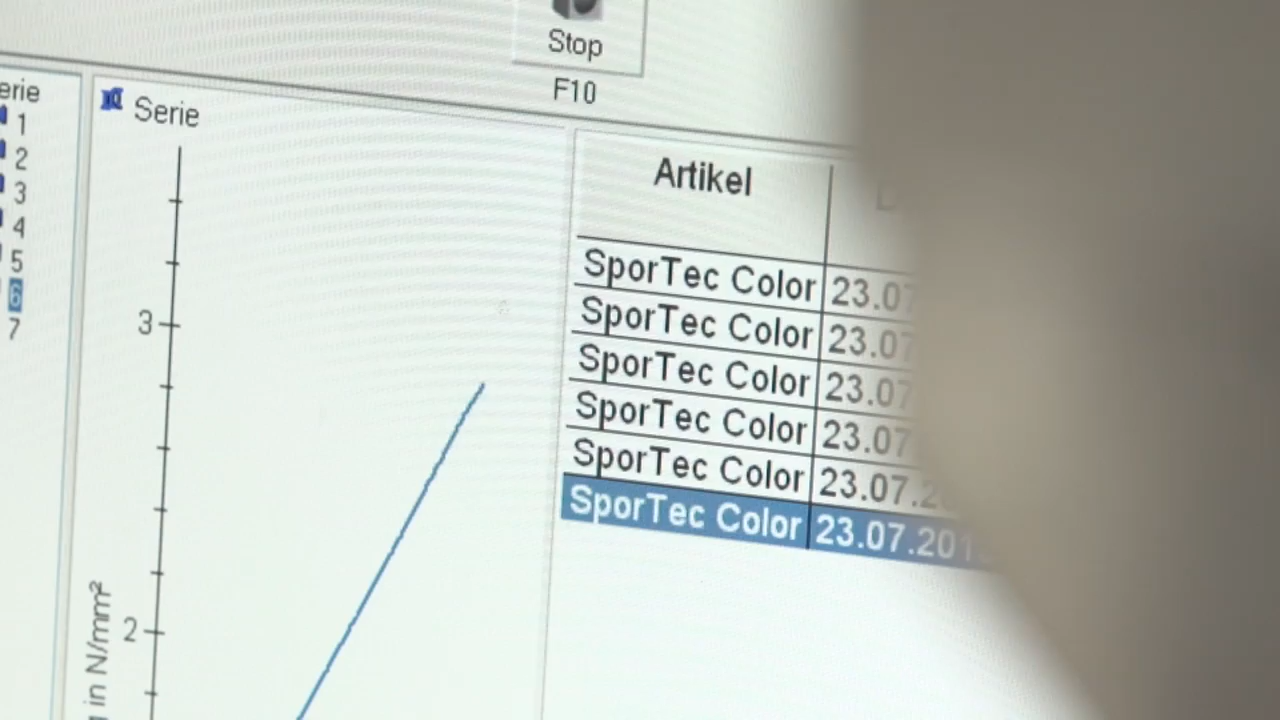 Stop
F10
erie
1
2
3
4
5
6
7
Serie
3
2
in N/mm²
Artikel
SporTec Color 23.07
SporTec Color 23.07
SporTec Color 23.07
SporTec Color 23.07
SporTec Color 23.07.2
SporTec Color 23.07.201